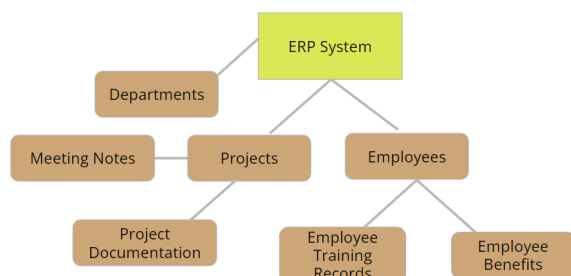 ERP System
Departments
Meeting Notes
Projects
Employees
Project
Documentation
Employee
Training
Records
Employee
Benefits